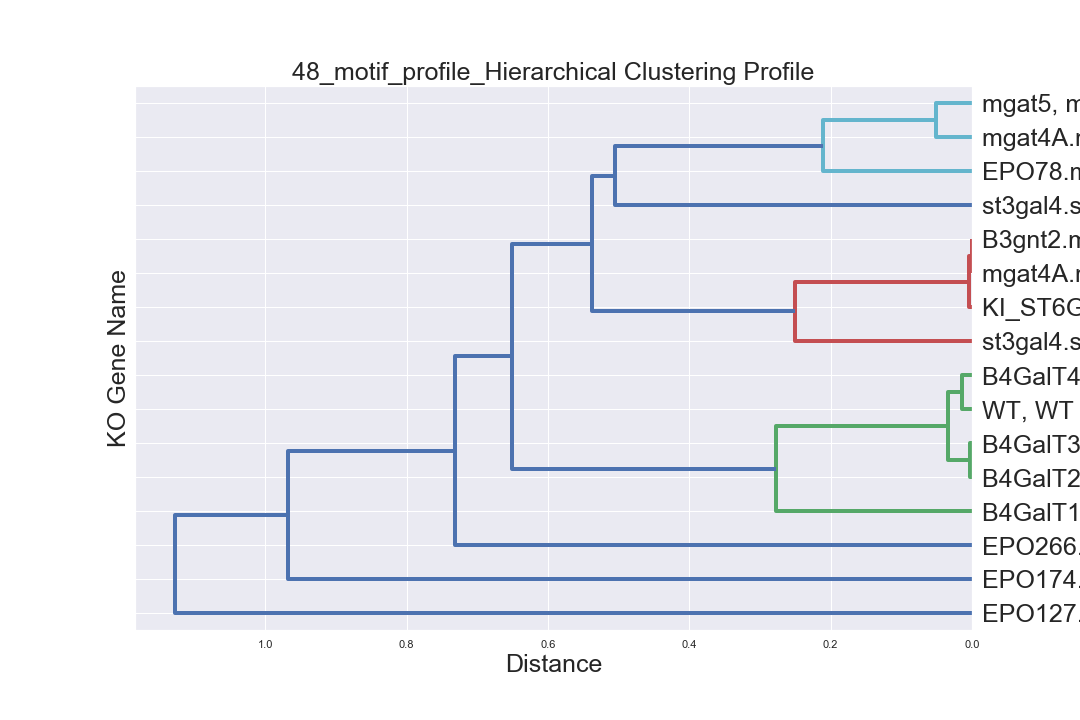 48_motif_profile_Hierarchical Clustering Profile
mgat5, m
mgat4A.
EPO78.
st3gal4.s
B3gnt2.
mgat4A.
KI_ST6G
st3gal4.s
B4GalT4
WT, WT
B4GalT3
B4GalT2
B4GalT1
EPO266.
EPO174.
EPO127.
KO Gene Name
1.0 0.8 0.6 0.4 0.2 0.0
Distance